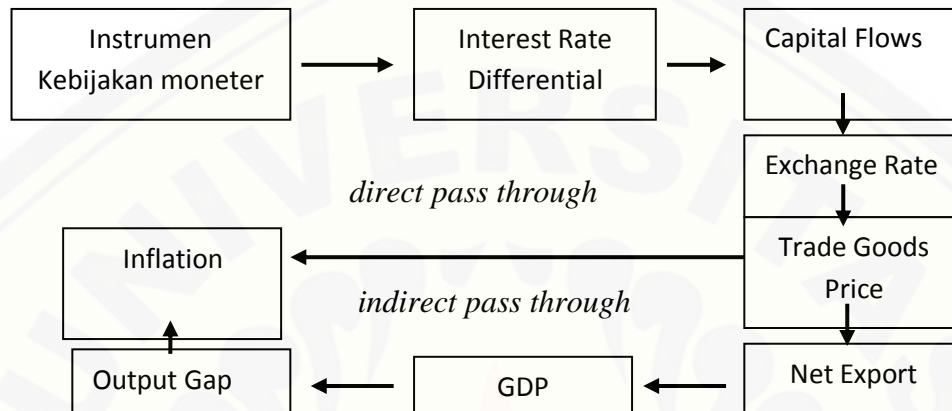 Instrumen
Kebijakan moneter
Interest Rate
Differential
Capital Flows
Exchange Rate
direct pass through
Trade Goods
Price
Inflation
indirect pass through
Net Export
GDP
Output Gap
UNIVERSITA